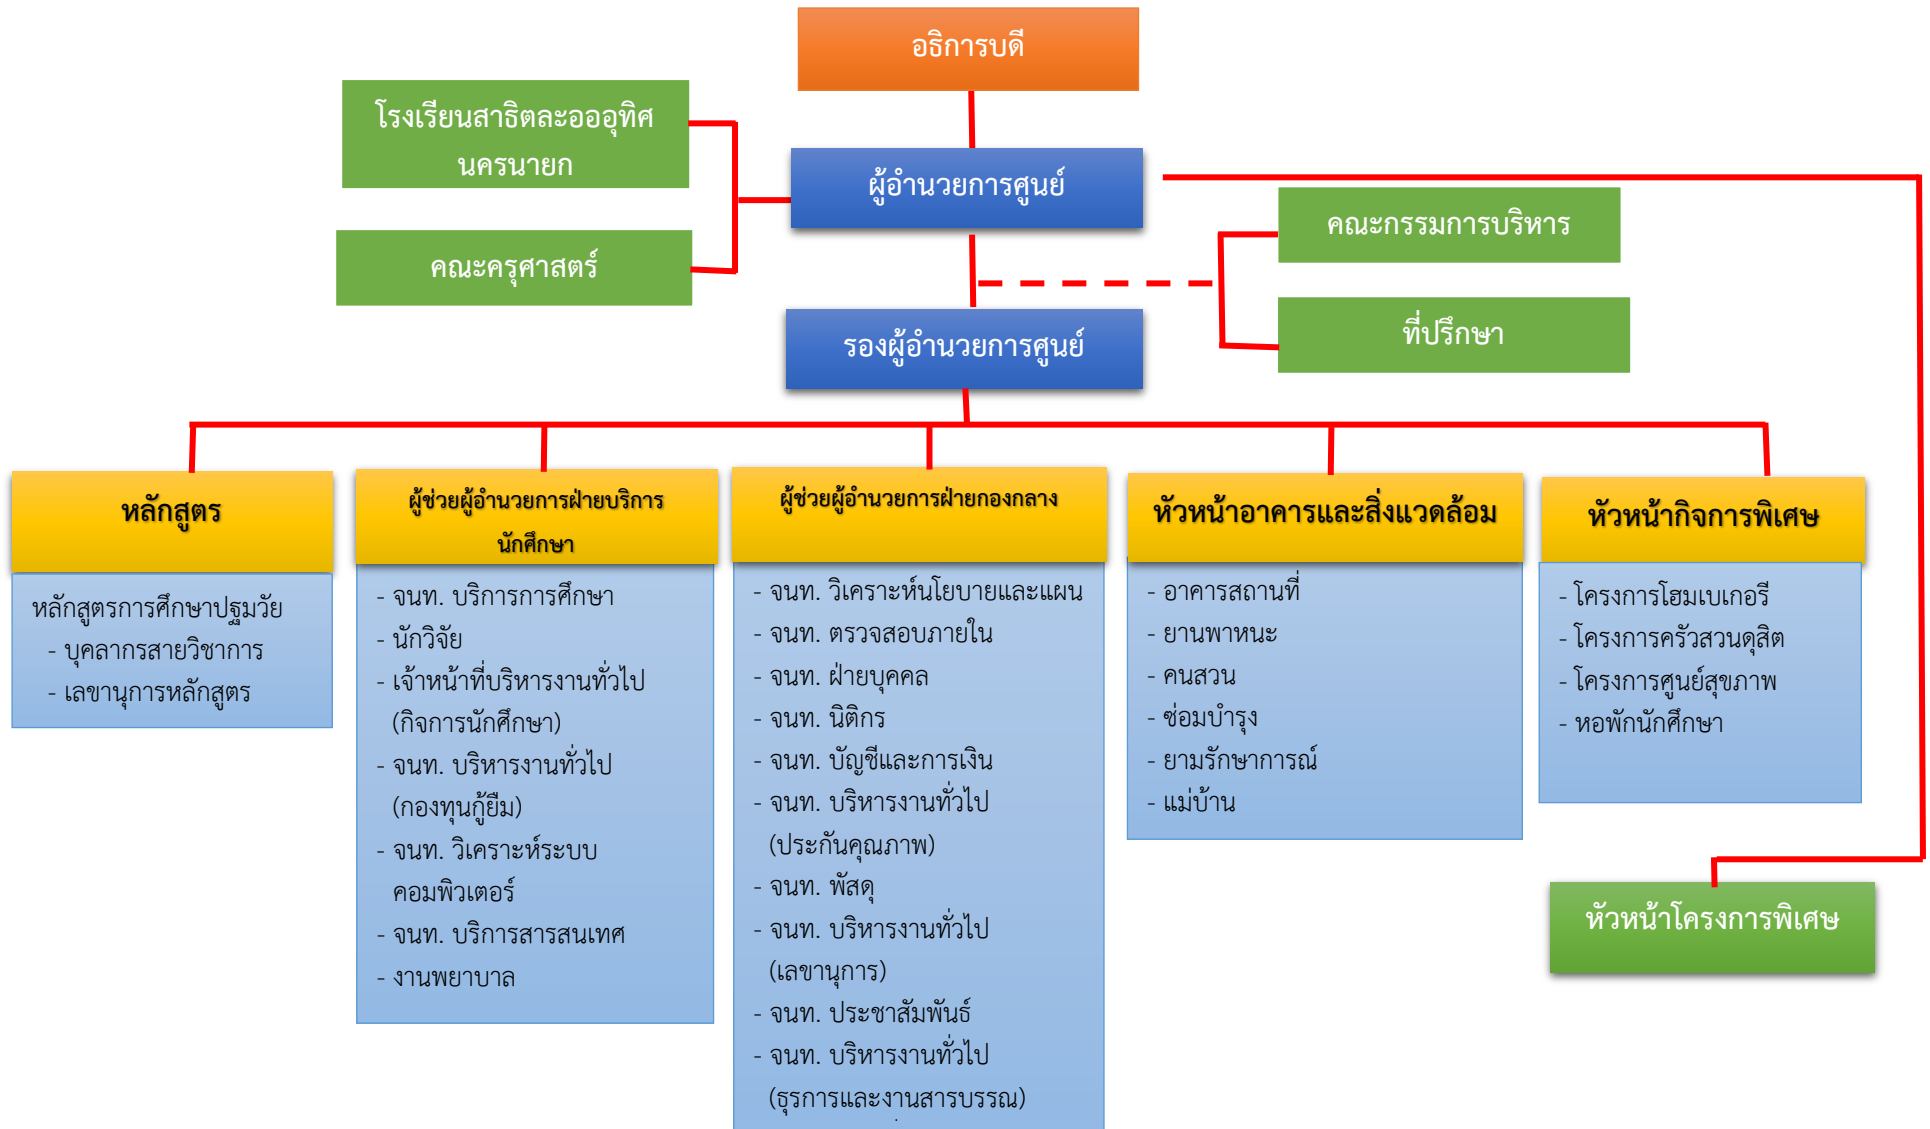 อธิการบดี
โรงเรียนสาธิตละอออุทิศ
นครนายก
ผู้อำนวยการศูนย์
คณะกรรมการบริหาร
คณะครุศาสตร์
ที่ปรึกษา
รองผู้อำนวยการศูนย์
หลักสูตร
หลักสูตรการศึกษาปฐมวัย
- บุคลากรสายวิชาการ
- เลขานุการหลักสูตร
ผู้ช่วยผู้อำนวยการฝ่ายบริการ
นักศึกษา
- จนท. บริการการศึกษา
- นักวิจัย
- เจ้าหน้าที่บริหารงานทั่วไป
(กิจการนักศึกษา)
- จนท. บริหารงานทั่วไป
(กองทุนกู้ยืม)
- จนท. วิเคราะห์ระบบ
คอมพิวเตอร์
- จนท. บริการสารสนเทศ
- งานพยาบาล
ผู้ช่วยผู้อำนวยการฝ่ายกองกลาง
- จนท. วิเคราะห์นโยบายและแผน
- จนท. ตรวจสอบภายใน
- จนท. ฝ่ายบุคคล
- จนท. นิติกร
- จนท. บัญชีและการเงิน
- จนท. บริหารงานทั่วไป
(ประกันคุณภาพ)
- จนท. พัสดุ
- จนท. บริหารงานทั่วไป
(เลขานุการ)
- จนท. ประชาสัมพันธ์
- จนท. บริหารงานทั่วไป
(ธุรการและงานสารบรรณ)
หัวหน้าอาคารและสิ่งแวดล้อม
- อาคารสถานที่
- ยานพาหนะ
- คนสวน
- ซ่อมบำรุง
- ยามรักษาการณ์
- แม่บ้าน
หัวหน้ากิจการพิเศษ
- โครงการโฮมเบเกอรี
- โครงการครัวสวนดุสิต
- โครงการศูนย์สุขภาพ
- หอพักนักศึกษา
หัวหน้าโครงการพิเศษ